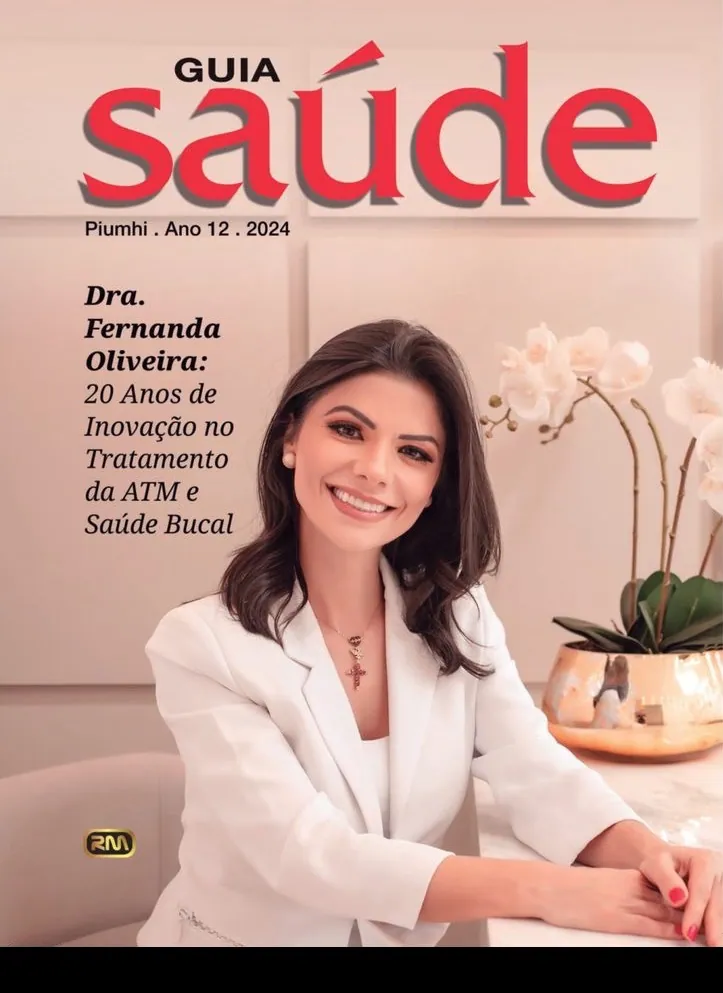 GUIA
saúde
Piumhi . Ano 12 . 2024
Dra.
Fernanda
Oliveira:
20 Anos de
Inovação no
Tratamento
da ATM e
Saúde Bucal
RM